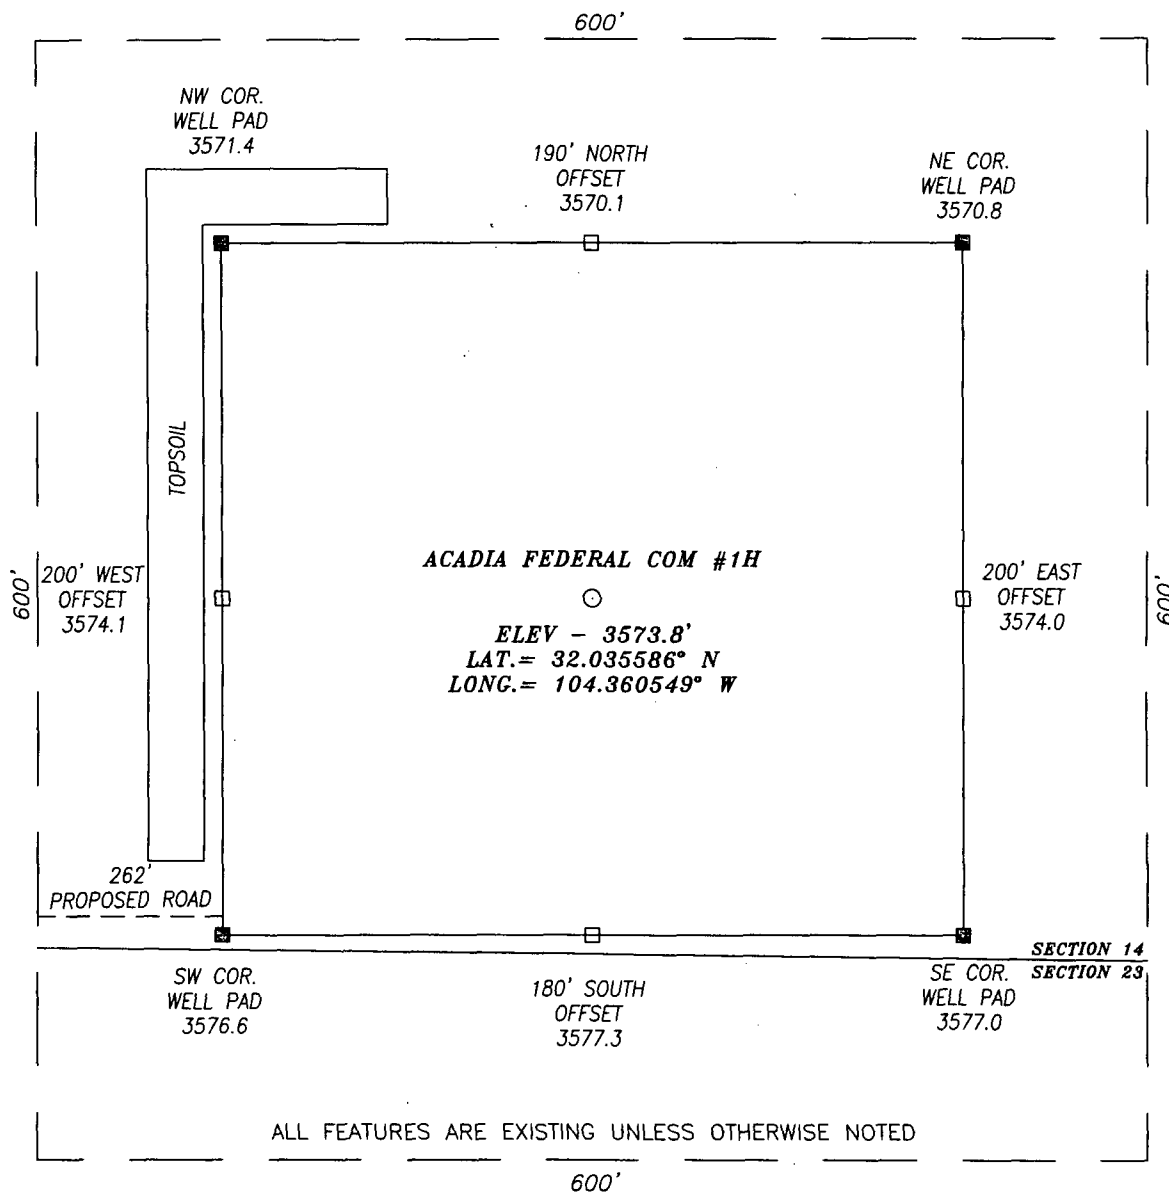 600'
NW COR.
WELL PAD
3571.4
190' NORTH
OFFSET
3570.1
NE COR.
WELL PAD
3570.8
TOPSOIL
600'
200' WEST
OFFSET
3574.1
ACADIA FEDERAL COM #1H
ELEV - 3573.8'
LAT.= 32.035586° N
LONG.= 104.360549° W
200' EAST
OFFSET
3574.0
600'
262'
PROPOSED ROAD
SECTION 14
SECTION 23
SW COR.
WELL PAD
3576.6
180' SOUTH
OFFSET
3577.3
SE COR.
WELL PAD
3577.0
ALL FEATURES ARE EXISTING UNLESS OTHERWISE NOTED
600'